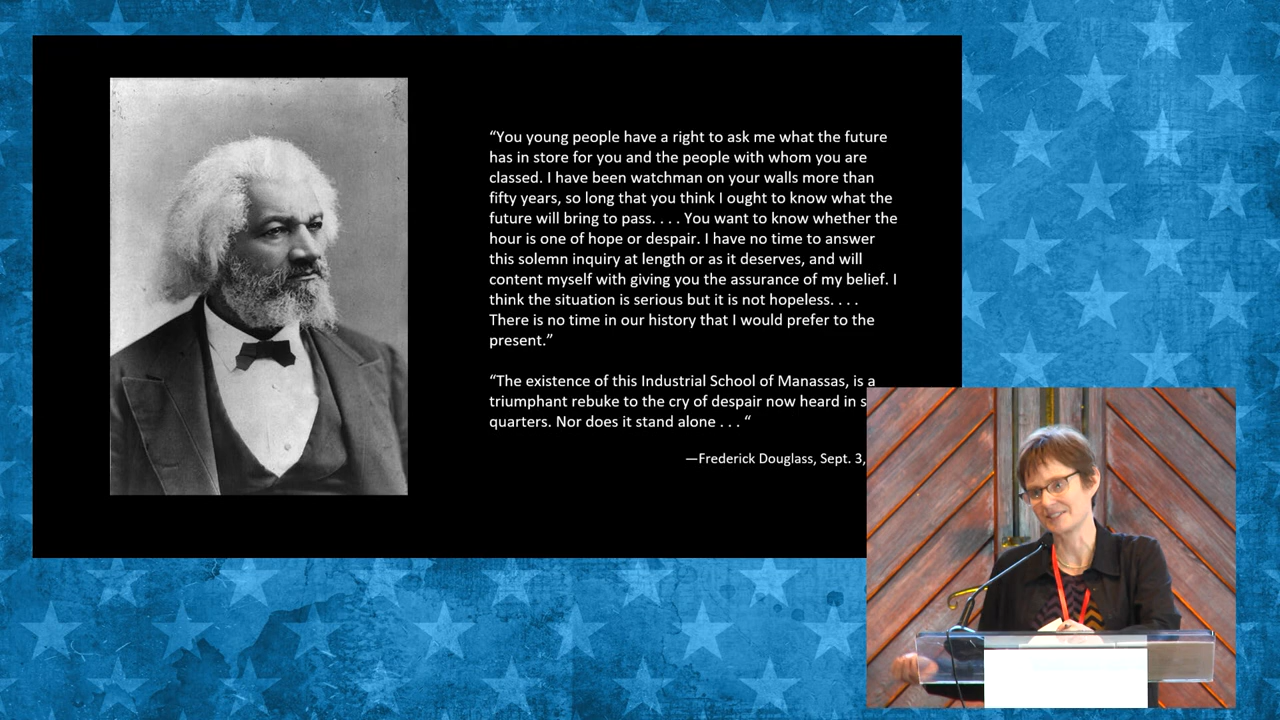 “You young people have a right to ask me what the future
has in store for you and the people with whom you are
classed. I have been watchman on your walls more than
fifty years, so long that you think I ought to know what the
future will bring to pass. . . . You want to know whether the
hour is one of hope or despair. I have no time to answer
this solemn inquiry at length or as it deserves, and will
content myself with giving you the assurance of my belief. I
think the situation is serious but it is not hopeless. . . .
There is no time in our history that I would prefer to the
present.”
“The existence of this Industrial School of Manassas, is a
triumphant rebuke to the cry of despair now heard in
quarters. Nor does it stand alone . . . “
—Frederick Douglass, Sept. 3,